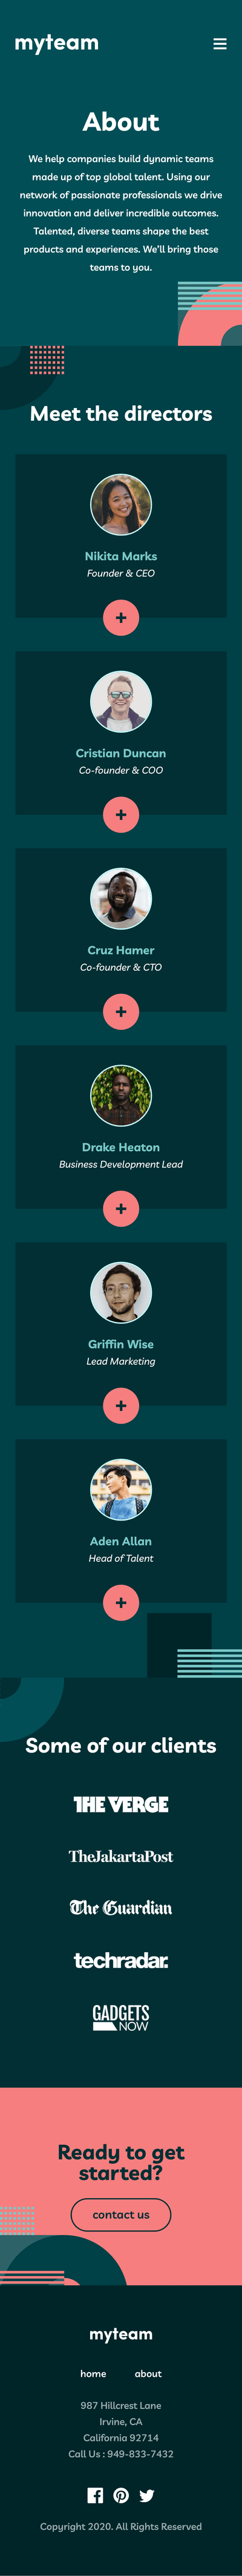 myteam
About
We help companies build dynamic teams
made up of top global talent. Using our
network of passionate professionals we drive
innovation and deliver incredible outcomes.
Talented, diverse teams shape the best
products and experiences. We’ll bring those
teams to you.
Meet the directors
Nikita Marks
Founder & CEO
+
Cristian Duncan
Co-founder & COO
+
Cruz Hamer
Co-founder & CTO
+
Drake Heaton
Business Development Lead
+
Griffin Wise
Lead Marketing
+
Aden Allan
Head of Talent
+
Some of our clients
THE VERGE
TheJakartaPost
The Guardian
techradar.
GADGETS
NOW
Ready to get
started?
contact us
myteam
home about
987 Hillcrest Lane
Irvine, CA
California 92714
Call Us : 949-833-7432
Copyright 2020. All Rights Reserved